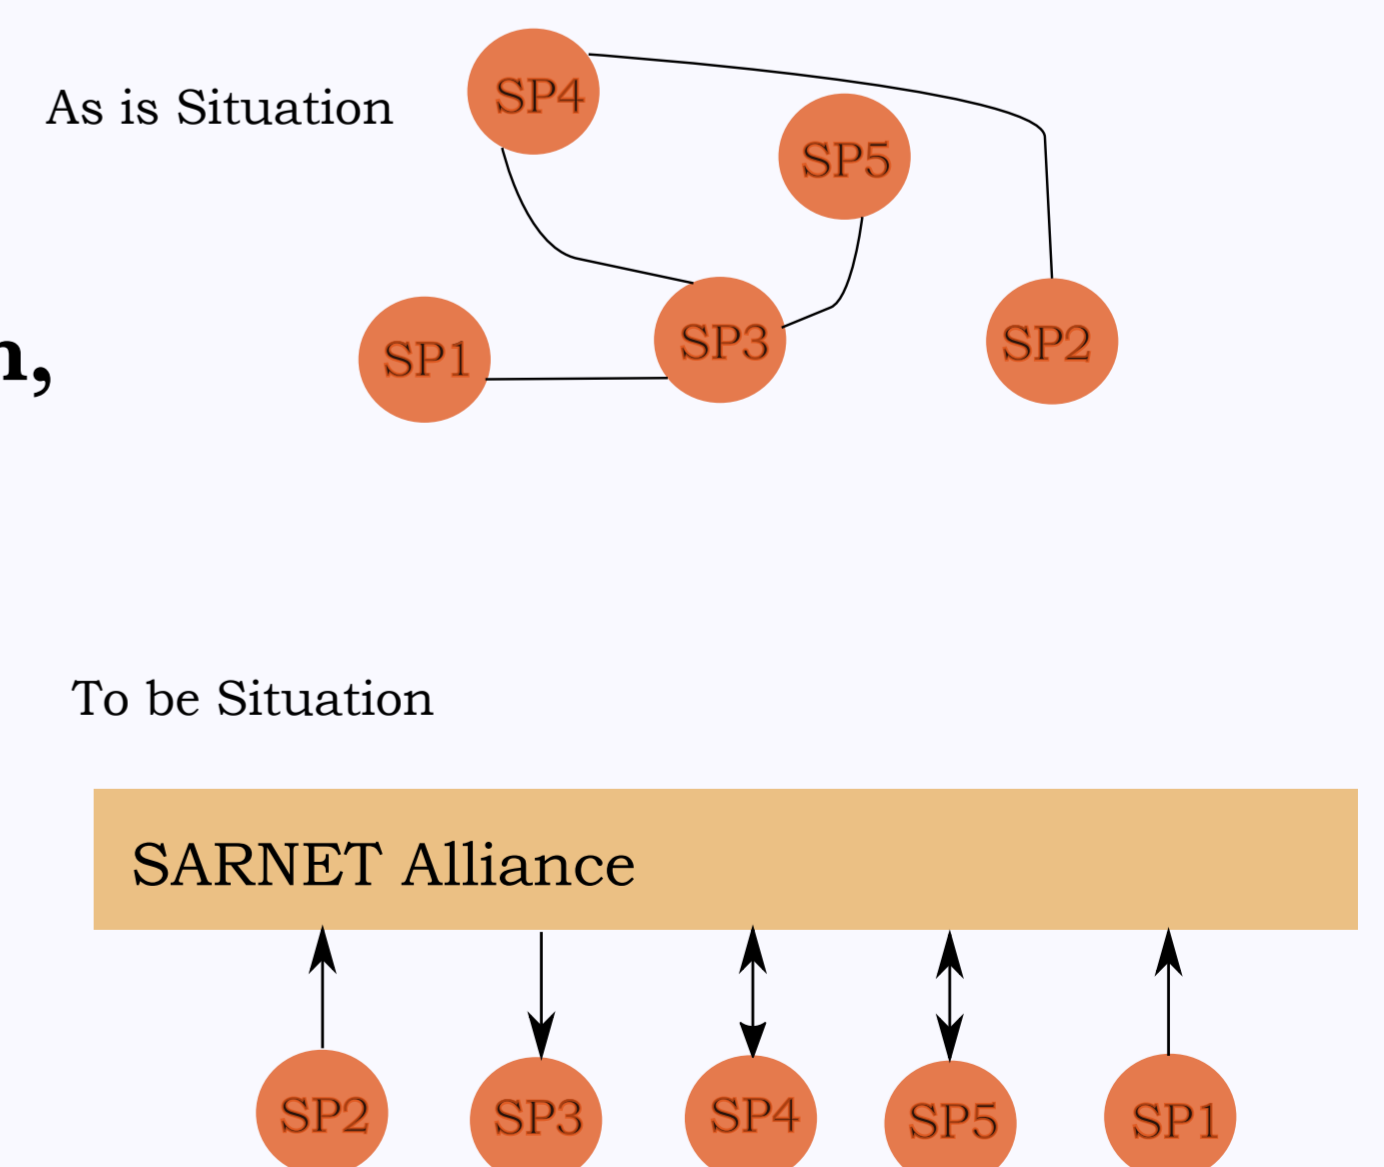 As is Situation
SP4
SP5
n,
SP1
SP3
SP2
To be Situation
SARNET Alliance
SP2
SP3
SP4
SP5
SP1